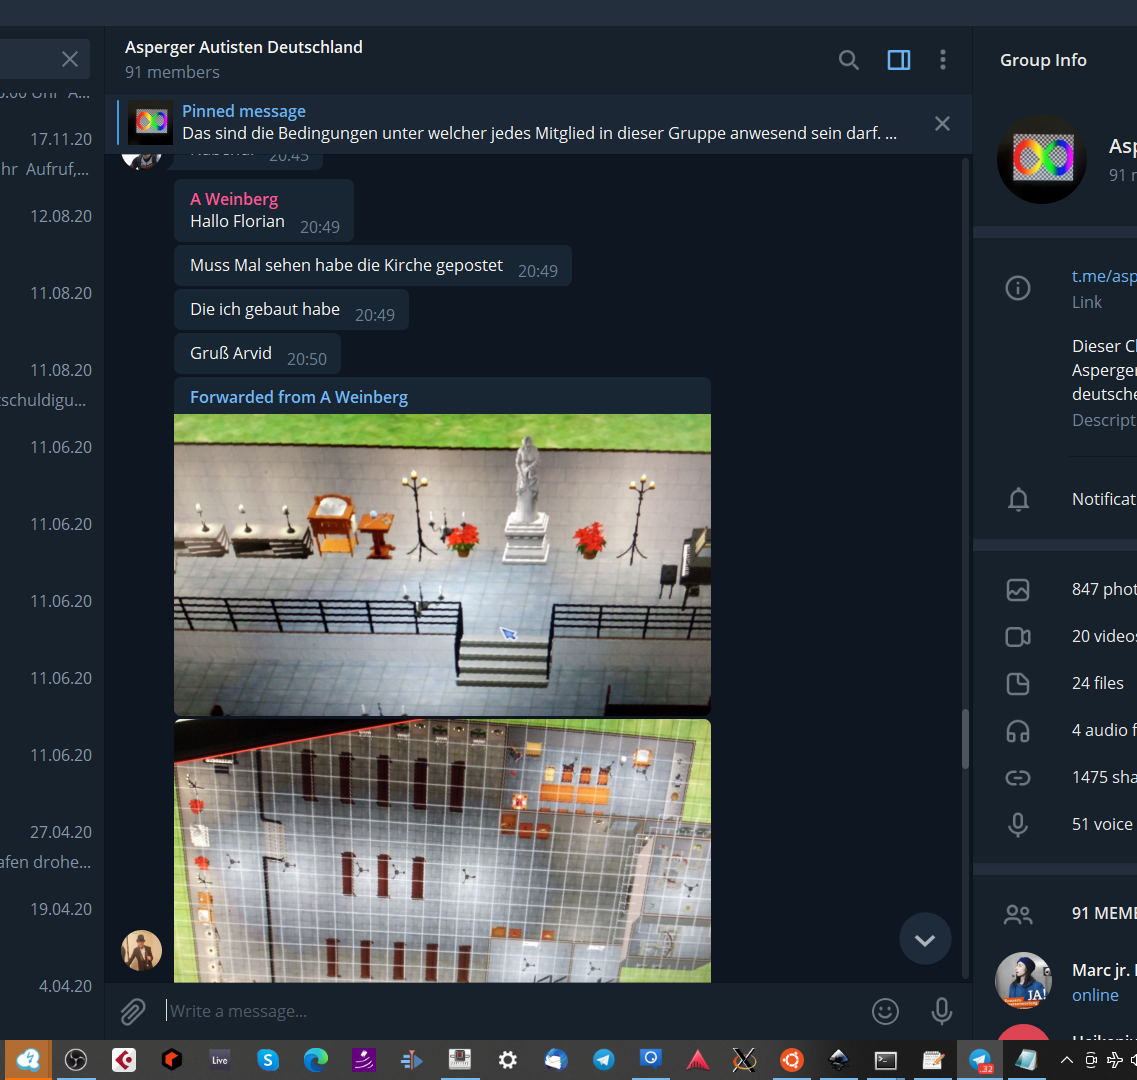 Asperger Autisten Deutschland
91 members
Group Info
Pinned message
Das sind die Bedingungen unter welcher jedes Mitglied in dieser Gruppe anwesend sein darf. ...
20:45
A Weinberg
Hallo Florian 20:49
Muss Mal sehen habe die Kirche gepostet 20:49
Die ich gebaut habe 20:49
Gruß Arvid 20:50
Forwarded from A Weinberg
Write a message...
17.11.20
hr Aufruf,...
12.08.20
11.08.20
11.08.20
tschuldigu...
11.06.20
11.06.20
11.06.20
11.06.20
11.06.20
27.04.20
afen drohe...
19.04.20
4.04.20
Asp
91 m
t.me/asp
Link
Dieser Ch
Asperger
deutsche
Descript
Notificat
847 phot
20 videos
24 files
4 audio f
1475 sha
51 voice
91 MEME
Marc jr.
online
JA!
Live
.32